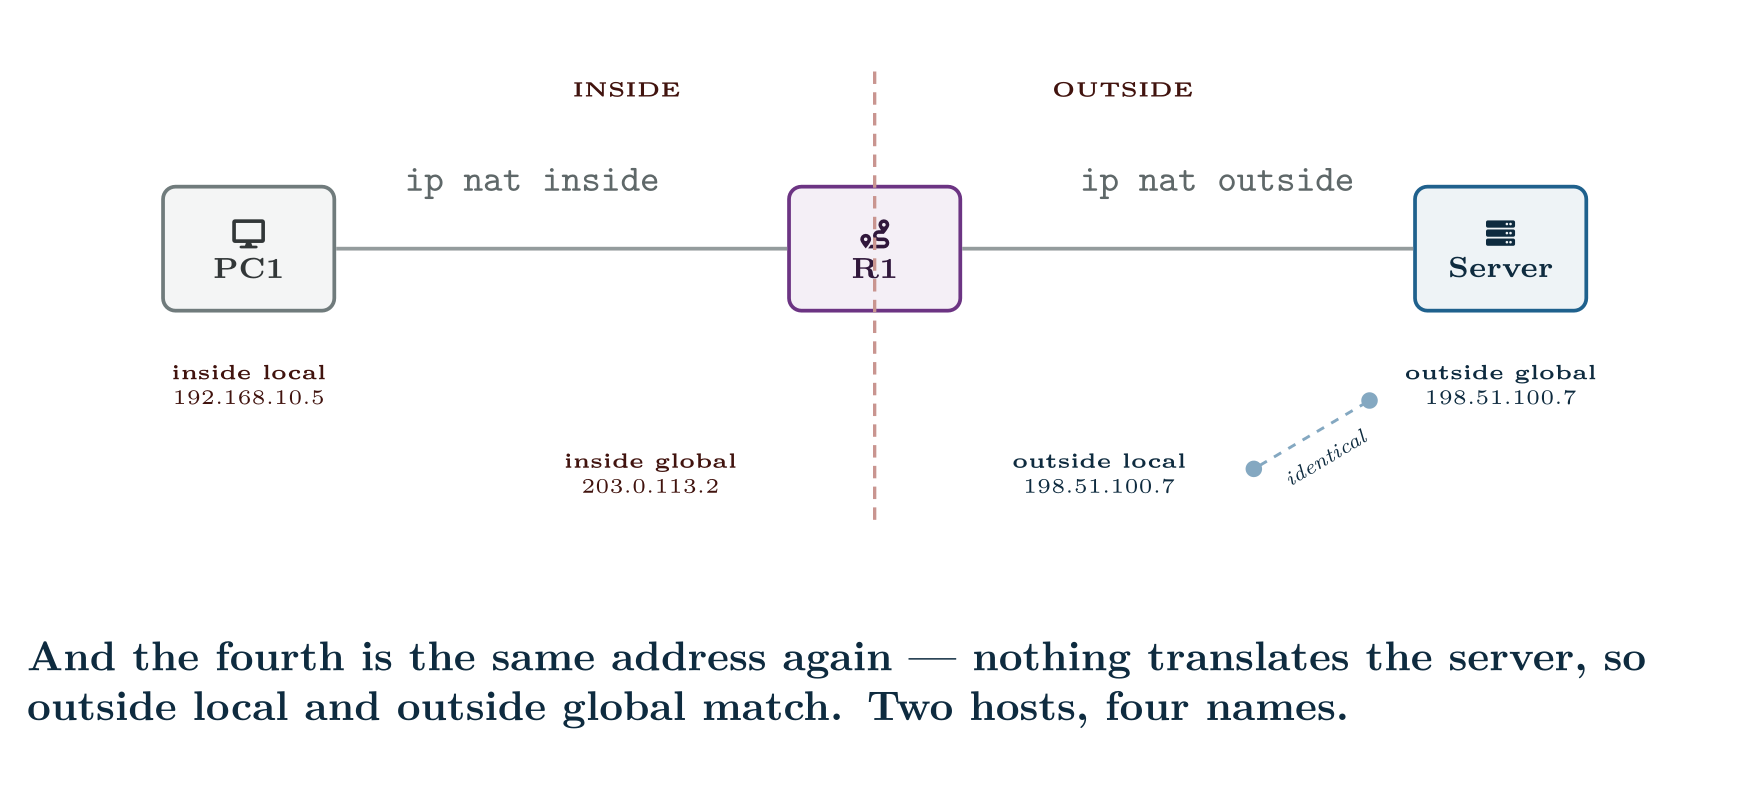 INSIDE
OUTSIDE
ip nat inside
ip nat outside
PC1
R1
Server
inside local
192.168.10.5
outside global
198.51.100.7
inside global
203.0.113.2
outside local
198.51.100.7
identical
And the fourth is the same address again — nothing translates the server, so
outside local and outside global match. Two hosts, four names.